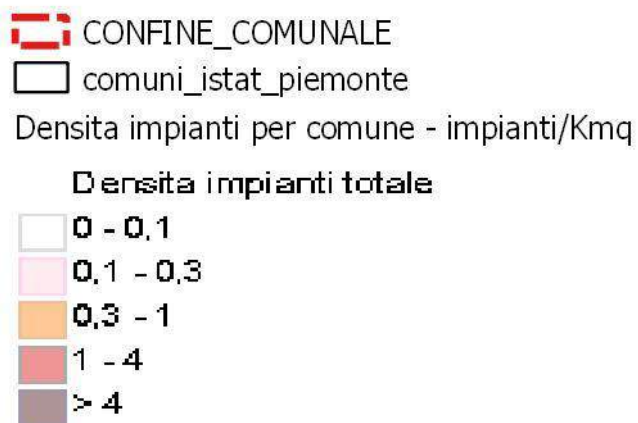 CONFINE_COMUNALE
comuni_istat_piemonte
Densita impianti per comune - impianti/Kmq
Densita impianti totale
0 - 0,1
0,1 - 0,3
0,3 - 1
1 - 4
> 4